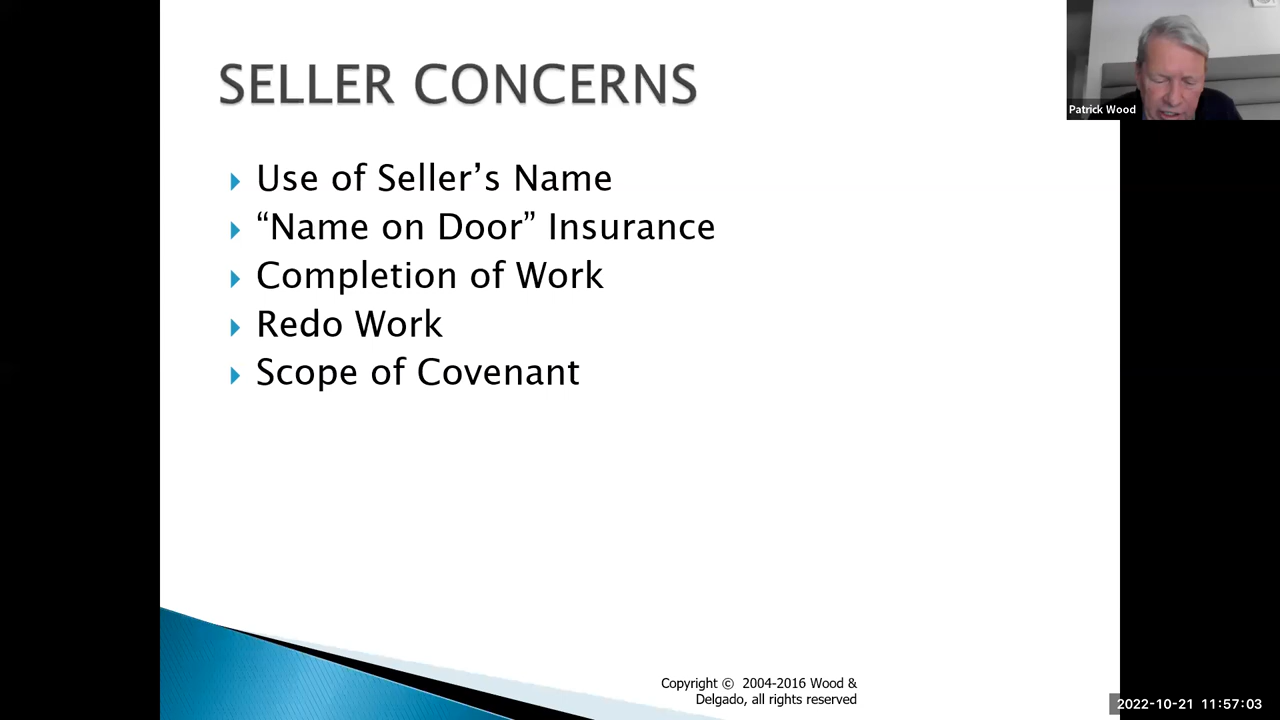 SELLER CONCERNS
Patrick Wood
Use of Seller’s Name
“Name on Door” Insurance
Completion of Work
Redo Work
Scope of Covenant
Copyright © 2004-2016 Wood &
Delgado, all rights reserved
2022-10-21 11:57:03